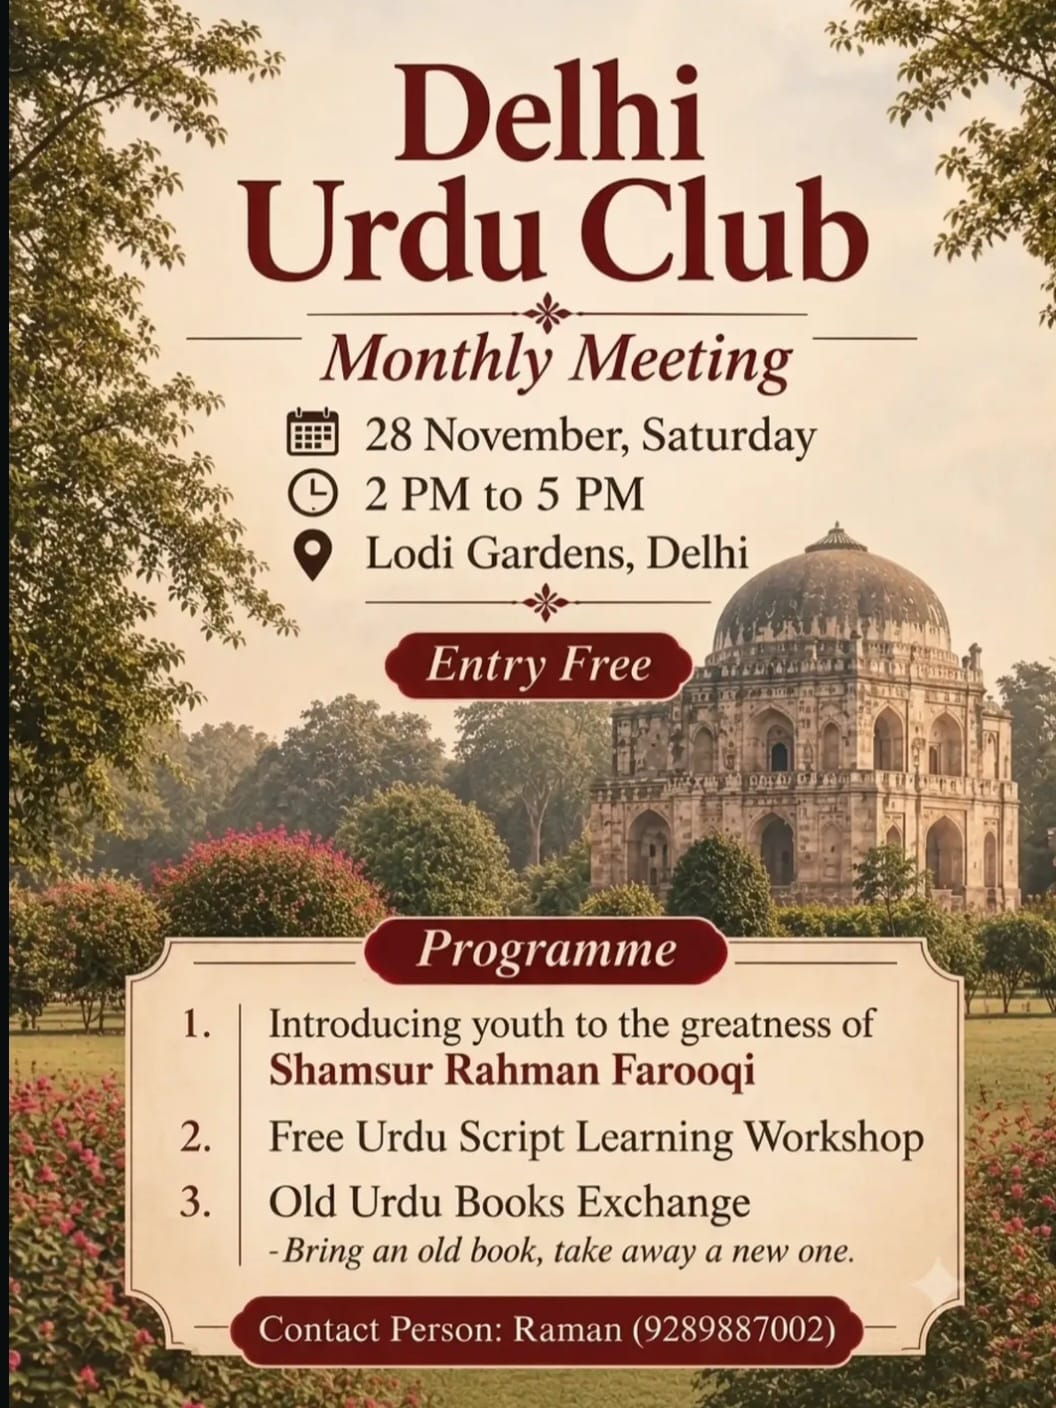 Delhi
Urdu Club
Monthly Meeting
28 November, Saturday
2 PM to 5 PM
Lodi Gardens, Delhi
Entry Free
Programme
1. Introducing youth to the greatness of
Shamsur Rahman Farooqi
2. Free Urdu Script Learning Workshop
3. Old Urdu Books Exchange
-Bring an old book, take away a new one.
Contact Person: Raman (9289887002)